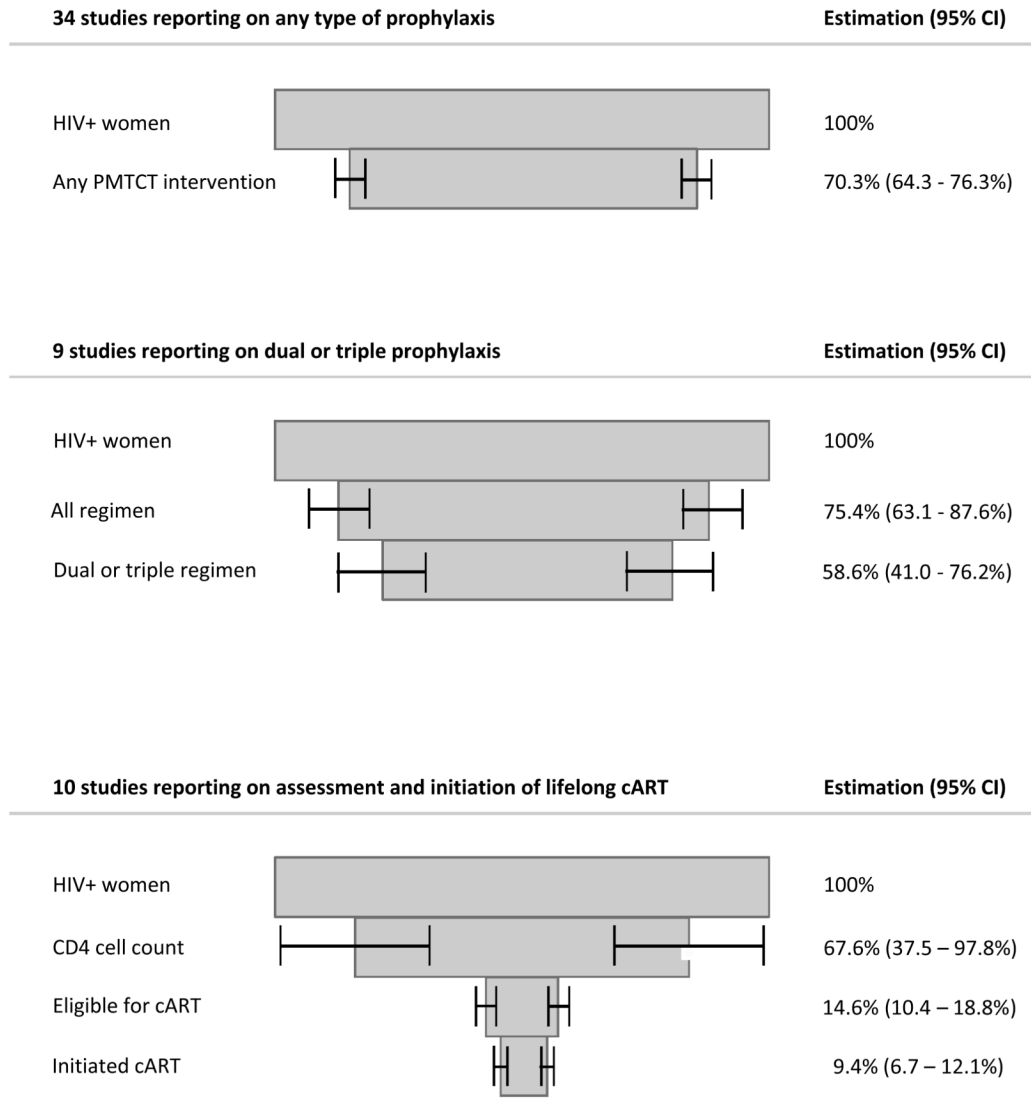 34 studies reporting on any type of prophylaxis Estimation (95% CI)
HIV+ women 100%
Any PMTCT intervention 70.3% (64.3 - 76.3%)
9 studies reporting on dual or triple prophylaxis Estimation (95% CI)
HIV+ women 100%
All regimen 75.4% (63.1 - 87.6%)
Dual or triple regimen 58.6% (41.0 - 76.2%)
10 studies reporting on assessment and initiation of lifelong cART Estimation (95% CI)
HIV+ women 100%
CD4 cell count 67.6% (37.5 – 97.8%)
Eligible for cART 14.6% (10.4 – 18.8%)
Initiated cART 9.4% (6.7 – 12.1%)